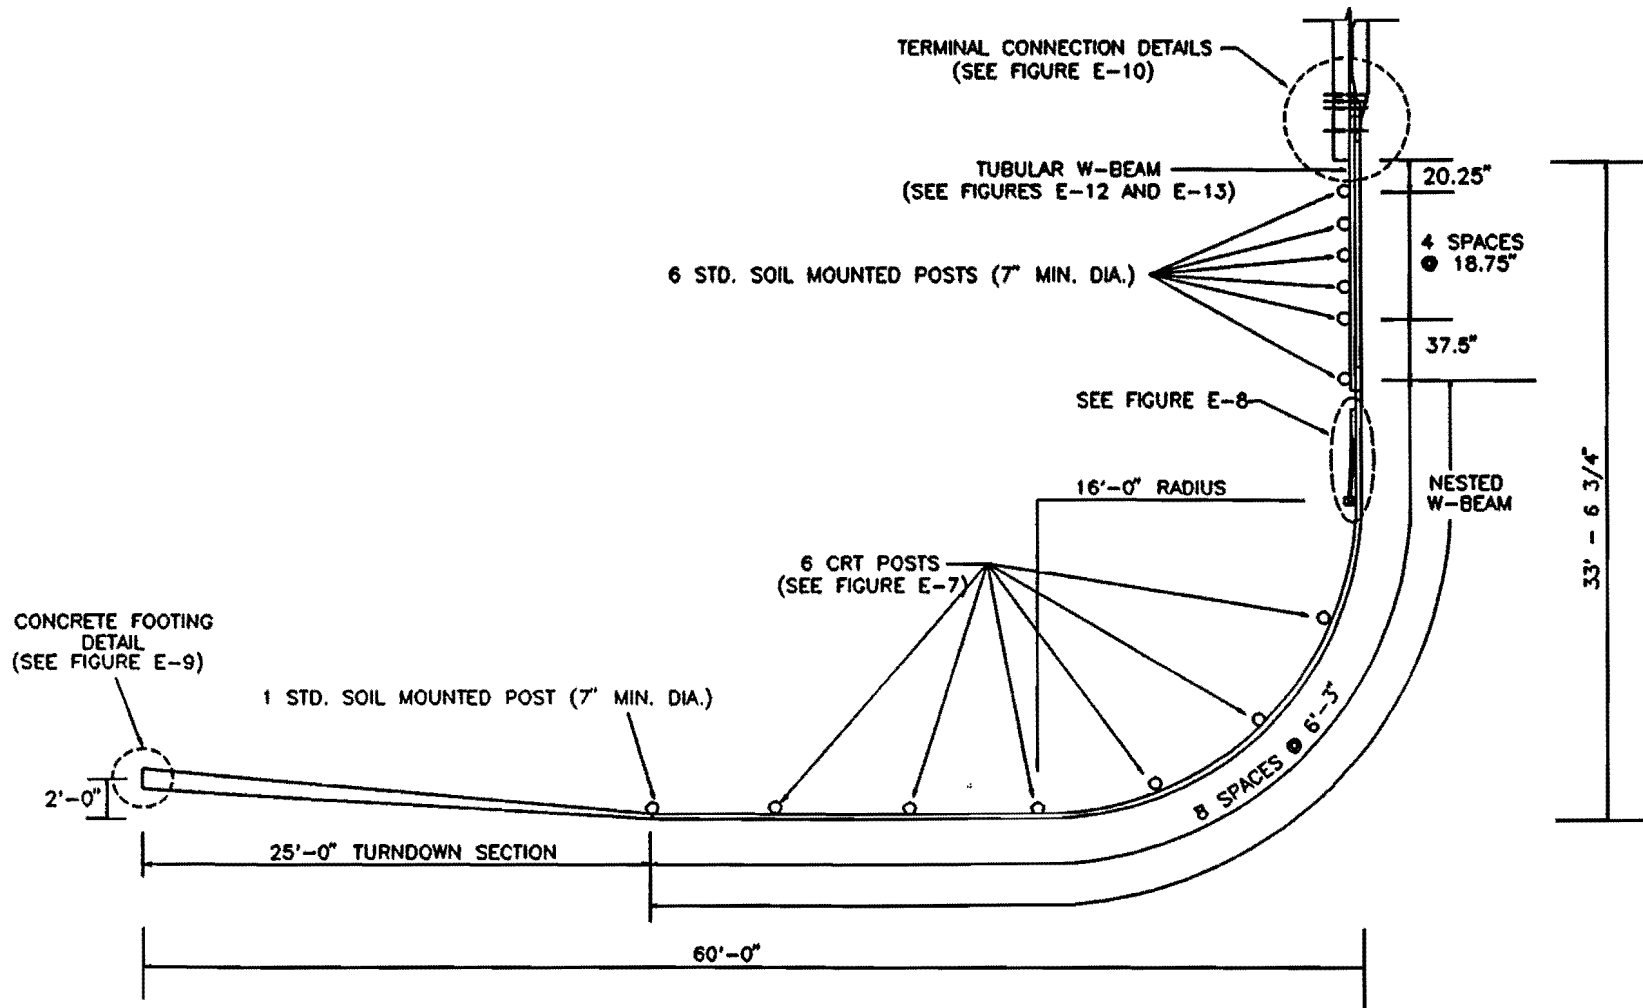 TERMINAL CONNECTION DETAILS
(SEE FIGURE E-10)
TUBULAR W-BEAM
(SEE FIGURES E-12 AND E-13)
20.25"
4 SPACES
@ 18.75"
6 STD. SOIL MOUNTED POSTS (7" MIN. DIA.)
37.5"
SEE FIGURE E-8
16'-0" RADIUS
NESTED
W-BEAM
33' - 6 3/4"
6 CRT POSTS
(SEE FIGURE E-7)
CONCRETE FOOTING
DETAIL
(SEE FIGURE E-9)
1 STD. SOIL MOUNTED POST (7" MIN. DIA.)
8 SPACES @ 6'-3"
2'-0"
25'-0" TURNDOWN SECTION
60'-0"